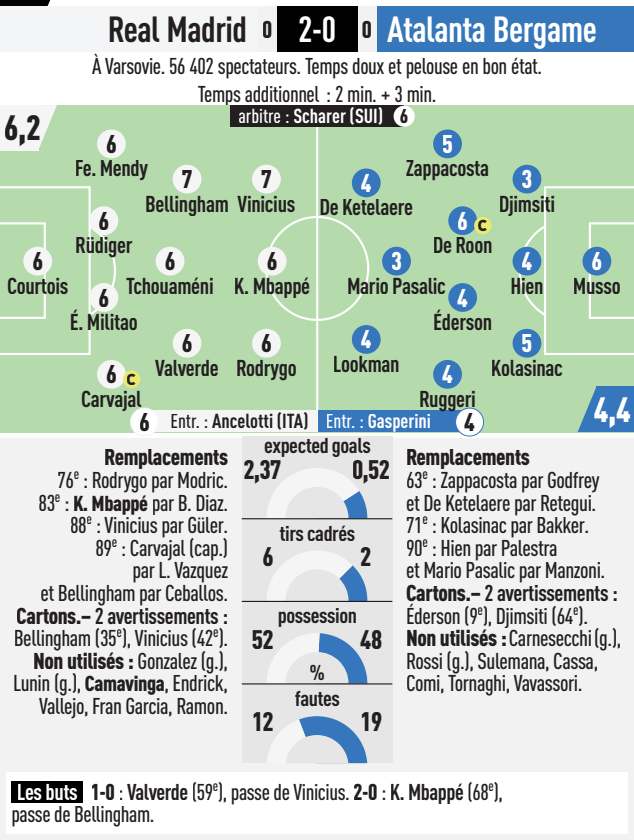 Real Madrid 0 2-0 0 Atalanta Bergame
À Varsovie. 56 402 spectateurs. Temps doux et pelouse en bon état.
Temps additionnel : 2 min. + 3 min.
arbitre : Scharer (SUI) 6
6,2
6
Fe. Mendy
7
Bellingham
7
Vinicius
6
Rüdiger
6
Courtois
6
Tchouaméni
6
K. Mbappé
6
É. Militao
6
Valverde
6
Rodrygo
6 C
Carvajal
6 Entr. : Ancelotti (ITA)
5
Zappacosta
4
De Ketelaere
3
Djimsiti
6 C
De Roon
3
Mario Pasalic
4
Hien
6
Musso
4
Éderson
4
Lookman
5
Kolasinac
4
Ruggeri
Entr. : Gasperini 4
4,4
Remplacements
76e : Rodrygo par Modric.
83e : K. Mbappé par B. Diaz.
88e : Vinicius par Güler.
89e : Carvajal (cap.)
par L. Vazquez
et Bellingham par Ceballos.
Cartons.– 2 avertissements :
Bellingham (35e), Vinicius (42e).
Non utilisés : Gonzalez (g.),
Lunin (g.), Camavinga, Endrick,
Vallejo, Fran Garcia, Ramon.
expected goals
2,37 0,52
tirs cadrés
6 2
possession
52 48
%
fautes
12 19
Remplacements
63e : Zappacosta par Godfrey
et De Ketelaere par Retegui.
71e : Kolasinac par Bakker.
90e : Hien par Palestra
et Mario Pasalic par Manzoni.
Cartons.– 2 avertissements :
Éderson (9e), Djimsiti (64e).
Non utilisés : Carnesecchi (g.),
Rossi (g.), Sulemana, Cassa,
Comi, Tornaghi, Vavassori.
Les buts 1-0 : Valverde (59e), passe de Vinicius. 2-0 : K. Mbappé (68e),
passe de Bellingham.